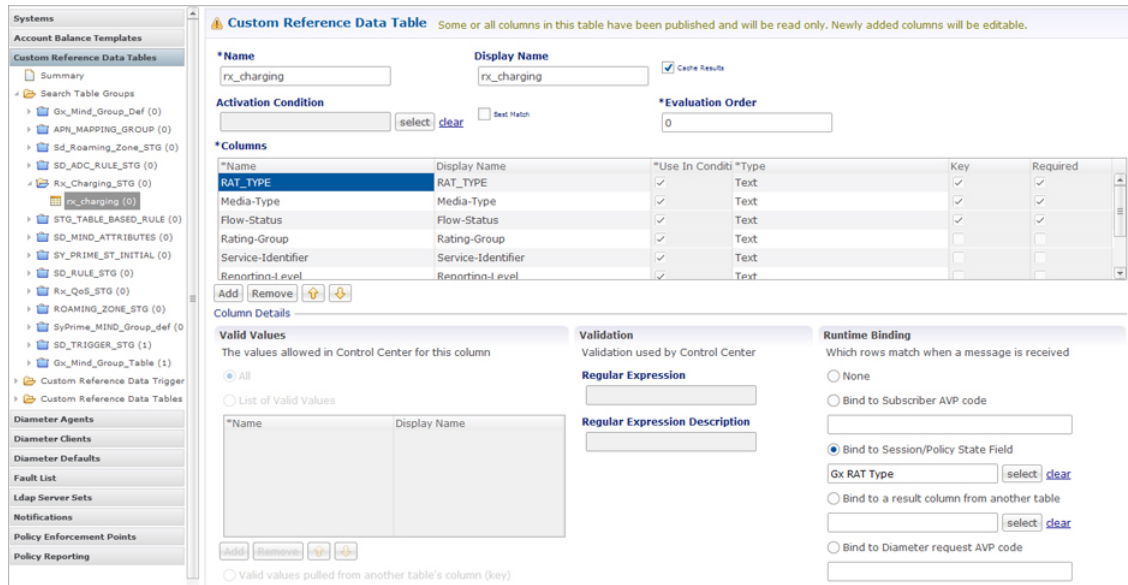 Systems
Account Balance Templates
Custom Reference Data Tables
Summary
Search Table Groups
Gx_Mind_Group_Def (0)
APN_MAPPING_GROUP (0)
Sd_Roaming_Zone_STG (0)
SD_ADC_RULE_STG (0)
Rx_Charging_STG (0)
rx_charging (0)
STG_TABLE_BASED_RULE (0)
SD_MIND_ATTRIBUTES (0)
SY_PRIME_ST_INITIAL (0)
SD_RULE_STG (0)
Rx_QoS_STG (0)
ROAMING_ZONE_STG (0)
SyPrime_MIND_Group_def (0
SD_TRIGGER_STG (1)
Gx_Mind_Group_Table (1)
Custom Reference Data Trigger
Custom Reference Data Tables
Diameter Agents
Diameter Clients
Diameter Defaults
Fault List
Ldap Server Sets
Notifications
Policy Enforcement Points
Policy Reporting
Custom Reference Data Table Some or all columns in this table have been published and will be read only. Newly added columns will be editable.
*Name Display Name
rx_charging rx_charging Cache Results
Activation Condition *Evaluation Order
select clear Best Match 0
*Columns
*Name Display Name *Use In Conditi *Type Key Required
RAT_TYPE RAT_TYPE Text
Media-Type Media-Type Text
Flow-Status Flow-Status Text
Rating-Group Rating-Group Text
Service-Identifier Service-Identifier Text
Reporting-Level Reporting-Level Text
Add Remove
Column Details
Valid Values
The values allowed in Control Center for this column
All
List of Valid Values
*Name Display Name
Add Remove
Valid values pulled from another table's column (key)
Validation
Validation used by Control Center
Regular Expression
Regular Expression Description
Runtime Binding
Which rows match when a message is received
None
Bind to Subscriber AVP code
Bind to Session/Policy State Field
Gx RAT Type select clear
Bind to a result column from another table
select clear
Bind to Diameter request AVP code